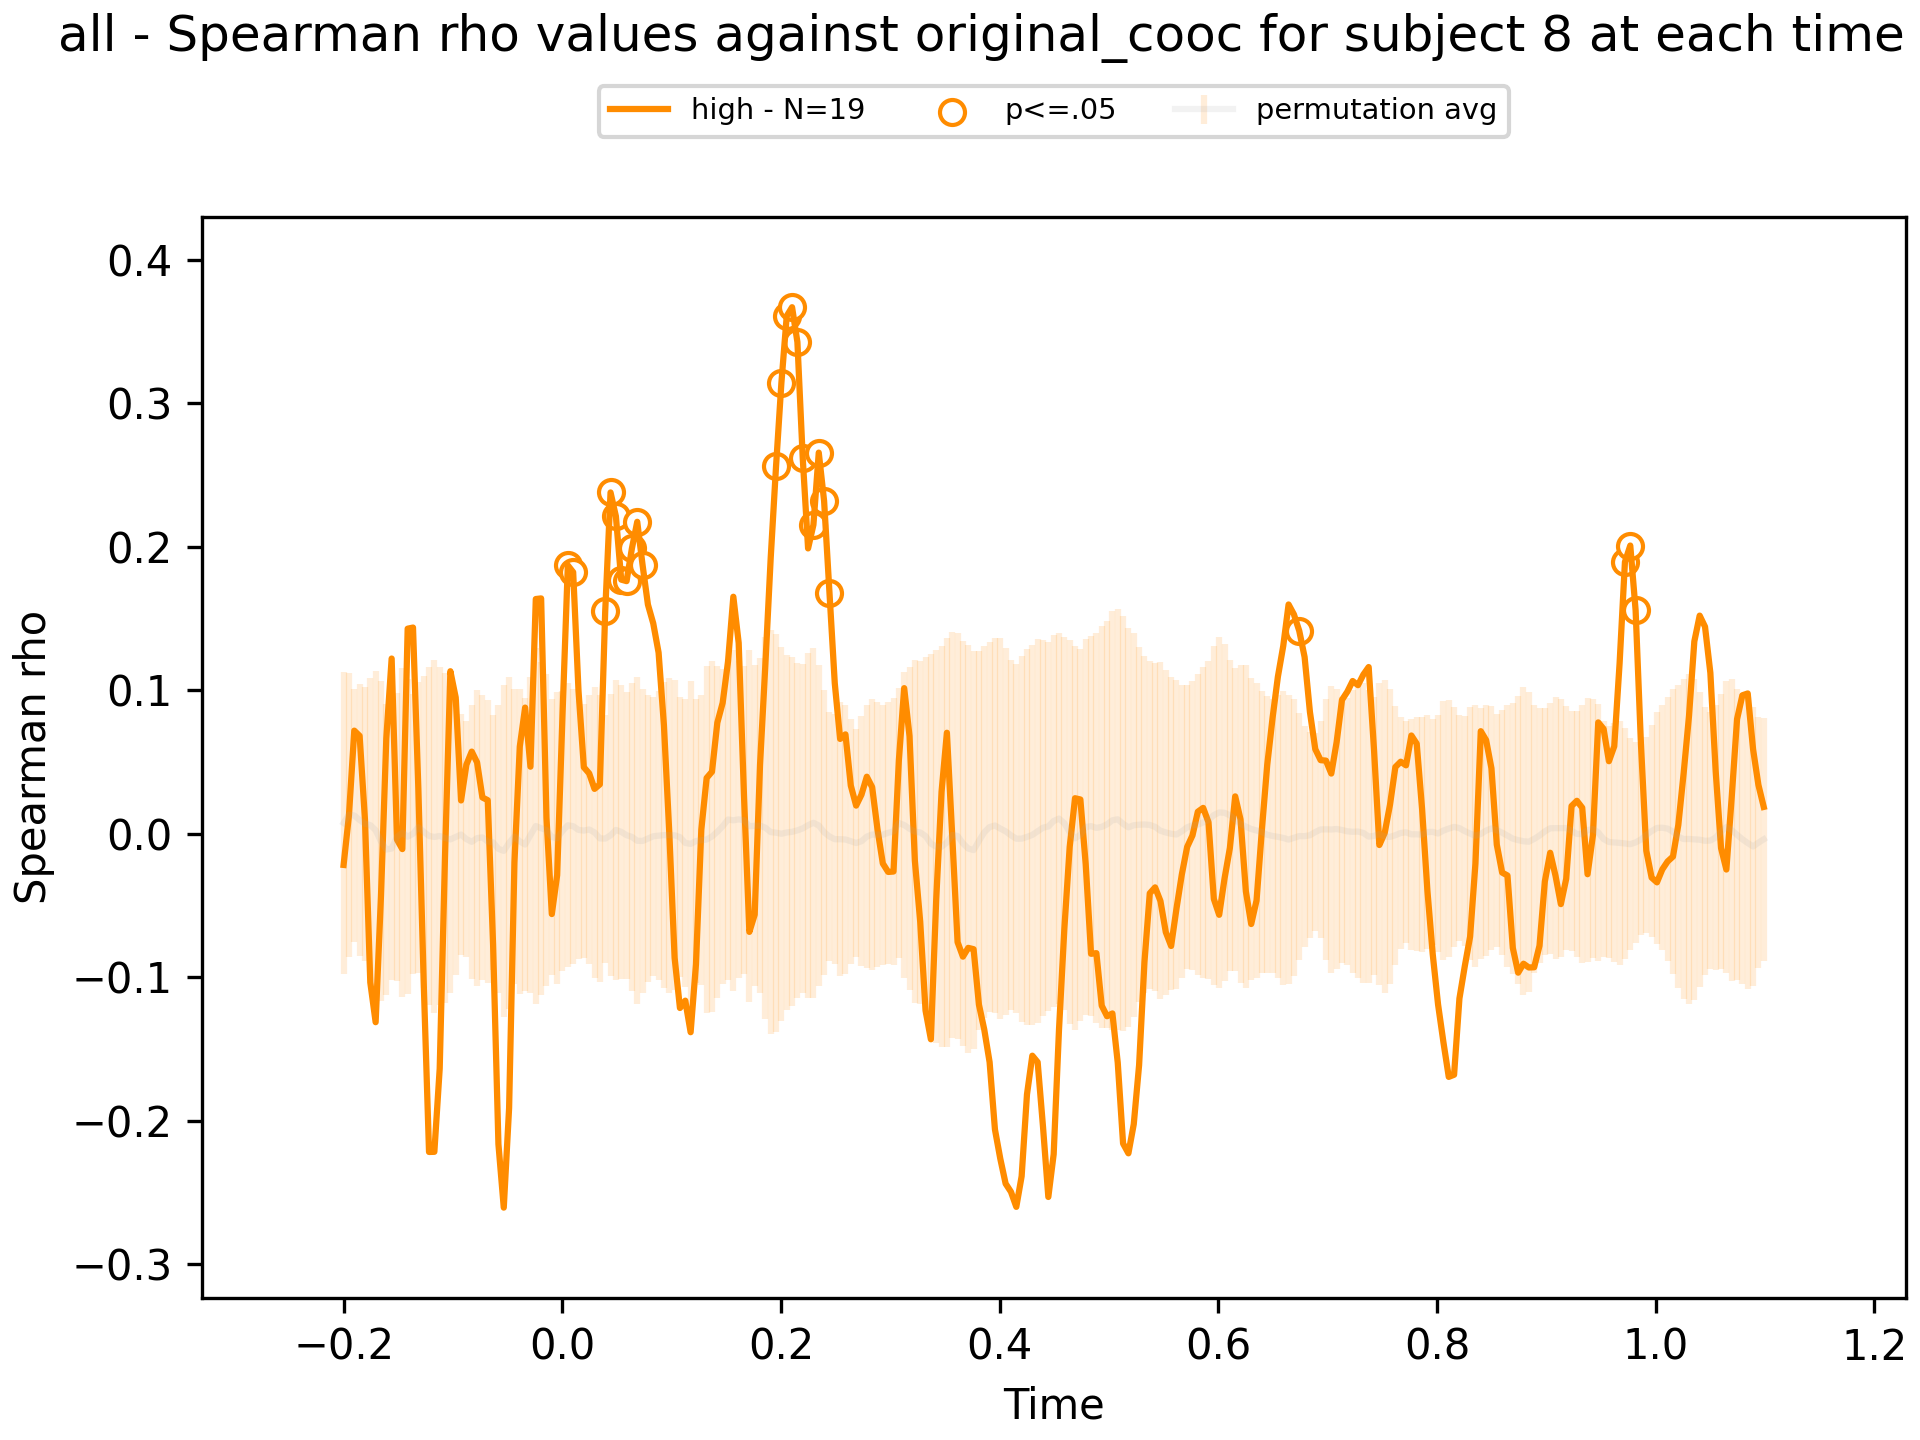 all - Spearman rho values against original_cooc for subject 8 at each time
high - N=19
p<=.05
permutation avg
0.4
0.3
0.2
0.1
0.0
−0.1
−0.2
−0.3
Spearman rho
−0.2
0.0
0.2
0.4
0.6
0.8
1.0
1.2
Time